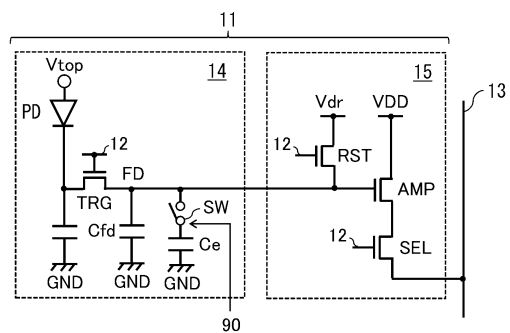 11
14
15
13
Vtop
PD
12
FD
TRG
Cfd
SW
Ce
GND
GND
GND
90
Vdr
VDD
12
RST
AMP
12
SEL